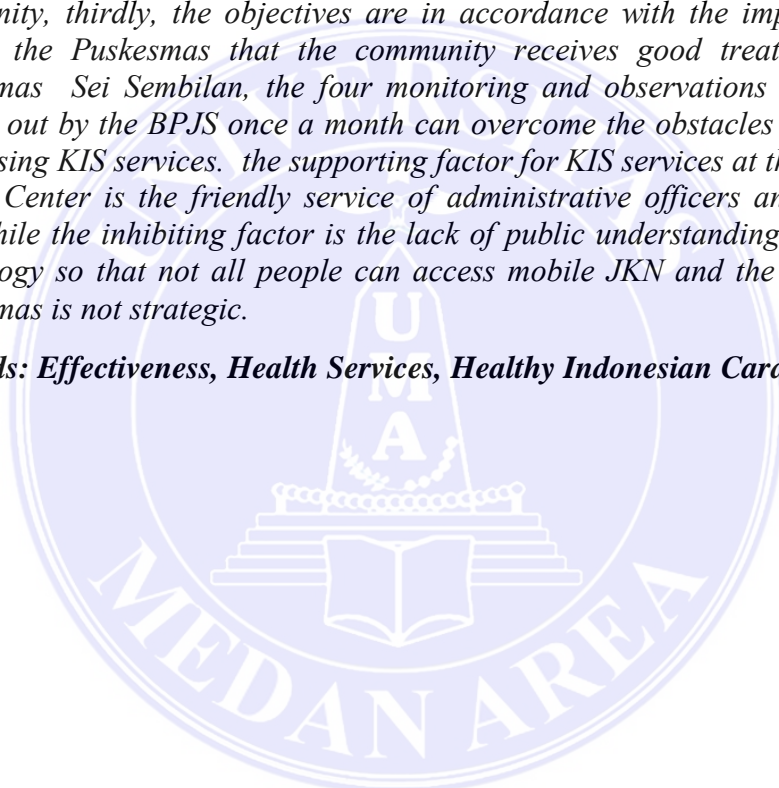 nity, thirdly, the objectives are in accordance with the imp
the Puskesmas that the community receives good treat
mas Sei Sembilan, the four monitoring and observations
out by the BPJS once a month can overcome the obstacles
sing KIS services. the supporting factor for KIS services at th
Center is the friendly service of administrative officers an
hile the inhibiting factor is the lack of public understanding
ogy so that not all people can access mobile JKN and the
mas is not strategic.
ds: Effectiveness, Health Services, Healthy Indonesian Card
UNIVERSITAS
UMA
MEDAN AREA